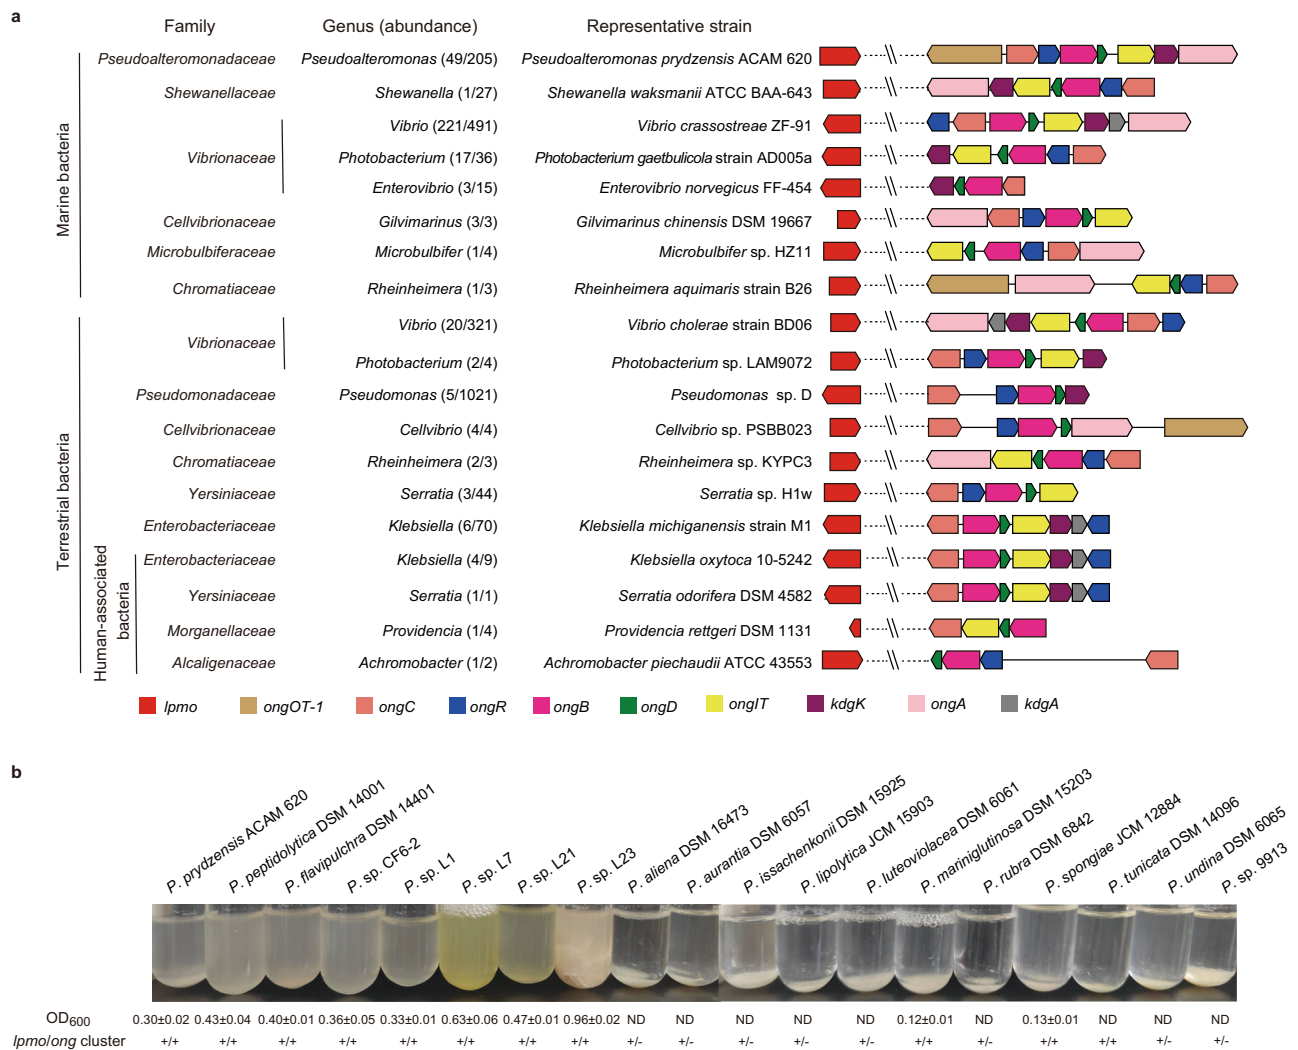 a
Family Genus (abundance) Representative strain
Marine bacteria
Pseudoalteromonadaceae Pseudoalteromonas (49/205) Pseudoalteromonas prydzensis ACAM 620
Shewanellaceae Shewanella (1/27) Shewanella waksmanii ATCC BAA-643
Vibrionaceae
Vibrio (221/491) Vibrio crassostreae ZF-91
Photobacterium (17/36) Photobacterium gaetbulicola strain AD005a
Enterovibrio (3/15) Enterovibrio norvegicus FF-454
Cellvibrionaceae Gilvimarinus (3/3) Gilvimarinus chinensis DSM 19667
Microbulbiferaceae Microbulbifer (1/4) Microbulbifer sp. HZ11
Chromatiaceae Rheinheimera (1/3) Rheinheimera aquimaris strain B26
Terrestrial bacteria
Vibrionaceae
Vibrio (20/321) Vibrio cholerae strain BD06
Photobacterium (2/4) Photobacterium sp. LAM9072
Pseudomonadaceae Pseudomonas (5/1021) Pseudomonas sp. D
Cellvibrionaceae Cellvibrio (4/4) Cellvibrio sp. PSBB023
Chromatiaceae Rheinheimera (2/3) Rheinheimera sp. KYPC3
Yersiniaceae Serratia (3/44) Serratia sp. H1w
Enterobacteriaceae Klebsiella (6/70) Klebsiella michiganensis strain M1
Human-associated
bacteria
Enterobacteriaceae Klebsiella (4/9) Klebsiella oxytoca 10-5242
Yersiniaceae Serratia (1/1) Serratia odorifera DSM 4582
Morganellaceae Providencia (1/4) Providencia rettgeri DSM 1131
Alcaligenaceae Achromobacter (1/2) Achromobacter piechaudii ATCC 43553
lpmo ongOT-1 ongC ongR ongB ongD ongIT kdgK ongA kdgA
b
P. prydzensis ACAM 620
P. peptidolytica DSM 14001
P. flavipulchra DSM 14401
P. sp. CF6-2
P. sp. L1
P. sp. L7
P. sp. L21
P. sp. L23
P. aliena DSM 16473
P. aurantia DSM 6057
P. issachenkonii DSM 15925
P. lipolytica JCM 15903
P. luteoviolacea DSM 6061
P. mariniglutinosa DSM 15203
P. rubra DSM 6842
P. spongiae JCM 12884
P. tunicata DSM 14096
P. undina DSM 6065
P. sp. 9913
OD600 0.30±0.02 0.43±0.04 0.40±0.01 0.36±0.05 0.33±0.01 0.63±0.06 0.47±0.01 0.96±0.02 ND ND ND ND ND 0.12±0.01 ND 0.13±0.01 ND ND ND
lpmo/ong cluster +/+ +/+ +/+ +/+ +/+ +/+ +/+ +/+ +/- +/- +/- +/- +/- +/+ +/- +/+ +/+ +/- +/-